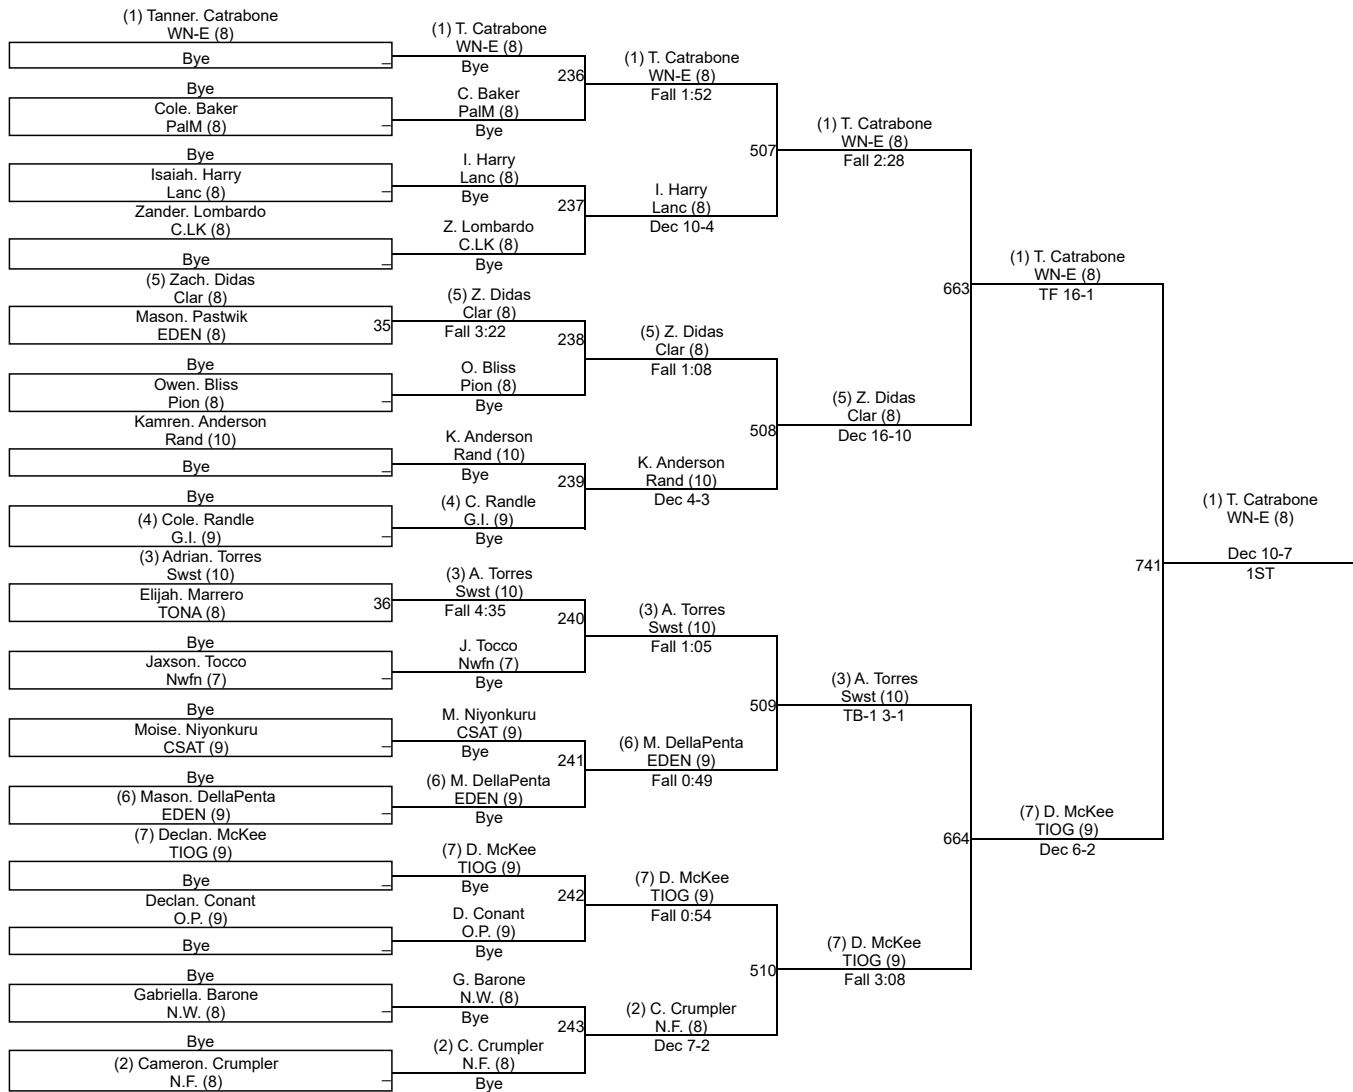 (1) Tanner. Catrabone
WN-E (8)
Bye
Bye
Cole. Baker
PalM (8)
Bye
Isaiah. Harry
Lanc (8)
Zander. Lombardo
C.LK (8)
Bye
(5) Zach. Didas
Clar (8)
Mason. Pastwik
EDEN (8)
35
Bye
Owen. Bliss
Pion (8)
Kamren. Anderson
Rand (10)
Bye
Bye
(4) Cole. Randle
G.I. (9)
(3) Adrian. Torres
Swst (10)
Elijah. Marrero
TONA (8)
36
Bye
Jaxson. Tocco
Nwfn (7)
Bye
Moise. Niyonkuru
CSAT (9)
Bye
(6) Mason. DellaPenta
EDEN (9)
(7) Declan. McKee
TIOG (9)
Bye
Declan. Conant
O.P. (9)
Bye
Bye
Gabriella. Barone
N.W. (8)
Bye
(2) Cameron. Crumpler
N.F. (8)
(1) T. Catrabone
WN-E (8)
Bye
236
C. Baker
PalM (8)
Bye
I. Harry
Lanc (8)
Bye
237
Z. Lombardo
C.LK (8)
Bye
(5) Z. Didas
Clar (8)
Fall 3:22
238
O. Bliss
Pion (8)
Bye
K. Anderson
Rand (10)
Bye
239
(4) C. Randle
G.I. (9)
Bye
(3) A. Torres
Swst (10)
Fall 4:35
240
J. Tocco
Nwfn (7)
Bye
M. Niyonkuru
CSAT (9)
Bye
241
(6) M. DellaPenta
EDEN (9)
Bye
(7) D. McKee
TIOG (9)
Bye
242
D. Conant
O.P. (9)
Bye
G. Barone
N.W. (8)
Bye
243
(2) C. Crumpler
N.F. (8)
Bye
(1) T. Catrabone
WN-E (8)
Fall 1:52
507
I. Harry
Lanc (8)
Dec 10-4
(5) Z. Didas
Clar (8)
Fall 1:08
508
K. Anderson
Rand (10)
Dec 4-3
(3) A. Torres
Swst (10)
Fall 1:05
509
(6) M. DellaPenta
EDEN (9)
Fall 0:49
(7) D. McKee
TIOG (9)
Fall 0:54
510
(2) C. Crumpler
N.F. (8)
Dec 7-2
(1) T. Catrabone
WN-E (8)
Fall 2:28
663
(5) Z. Didas
Clar (8)
Dec 16-10
(3) A. Torres
Swst (10)
TB-1 3-1
664
(7) D. McKee
TIOG (9)
Fall 3:08
(1) T. Catrabone
WN-E (8)
TF 16-1
741
(7) D. McKee
TIOG (9)
Dec 6-2
(1) T. Catrabone
WN-E (8)
Dec 10-7
1ST